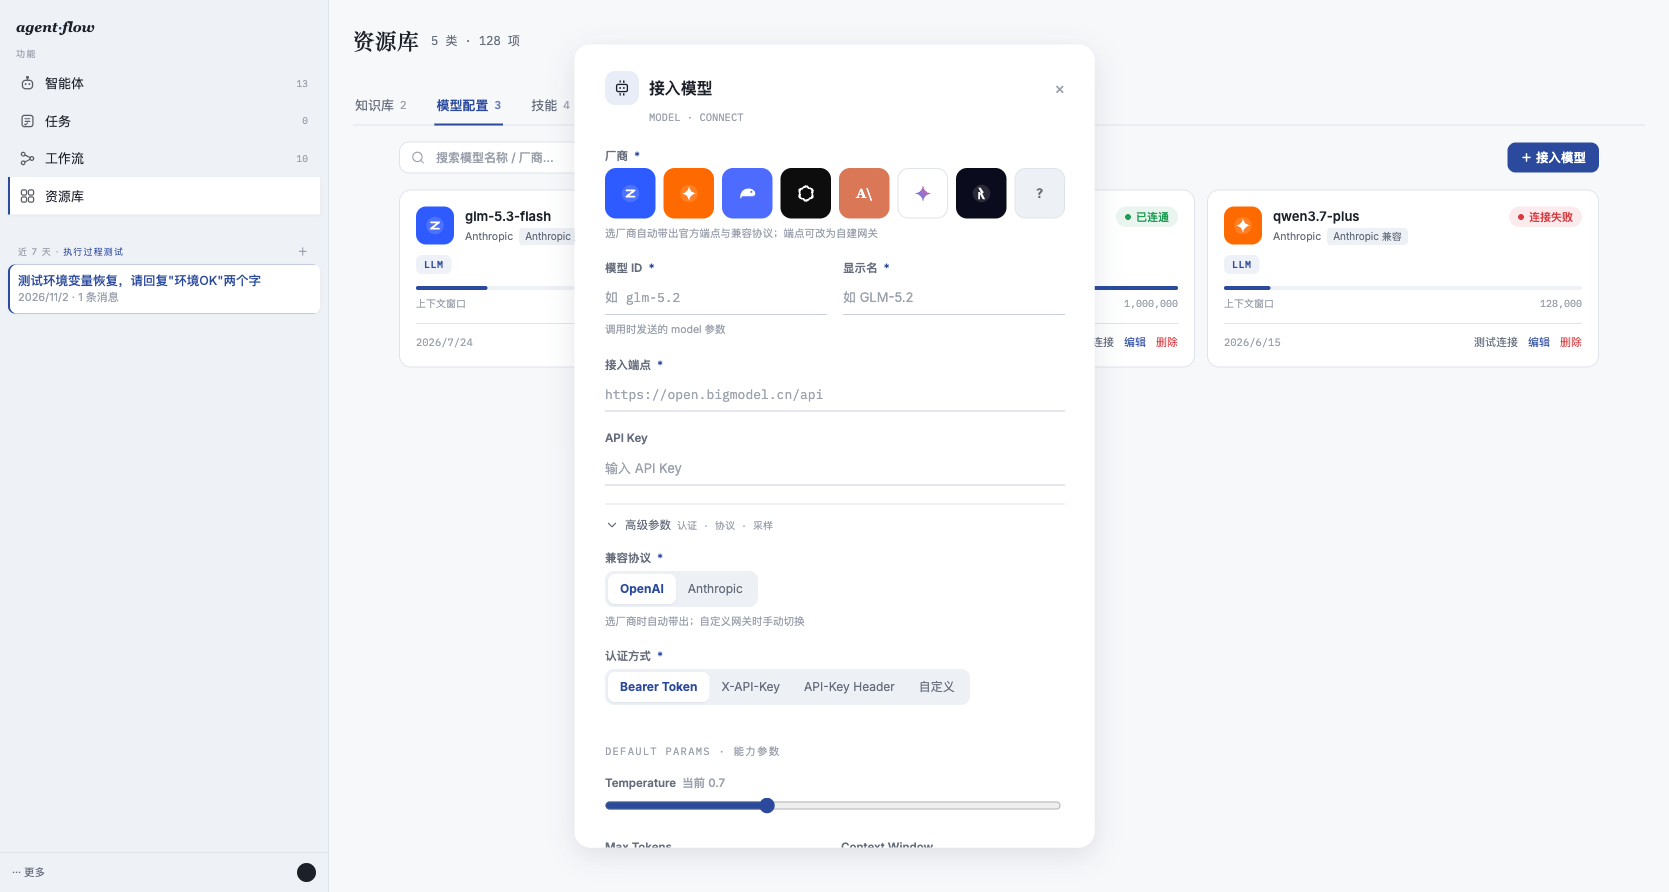 agent·flow
功能
智能体 13
任务 0
工作流 10
资源库
近 7 天 · 执行过程测试 +
测试环境变量恢复，请回复"环境OK"两个字
2026/11/2 · 1 条消息
··· 更多
资源库 5 类 · 128 项
知识库 2 模型配置 3 技能 4
搜索模型名称 / 厂商...
+ 接入模型
glm-5.3-flash
Anthropic Anthropic
LLM
上下文窗口
2026/7/24
已连通
1,000,000
连接 编辑 删除
qwen3.7-plus
连接失败
Anthropic Anthropic 兼容
LLM
上下文窗口 128,000
2026/6/15 测试连接 编辑 删除
接入模型 ×
MODEL · CONNECT
厂商 *
A\ ?
选厂商自动带出官方端点与兼容协议；端点可改为自建网关
模型 ID * 显示名 *
如 glm-5.2 如 GLM-5.2
调用时发送的 model 参数
接入端点 *
https://open.bigmodel.cn/api
API Key
输入 API Key
高级参数 认证 · 协议 · 采样
兼容协议 *
OpenAI Anthropic
选厂商时自动带出；自定义网关时手动切换
认证方式 *
Bearer Token X-API-Key API-Key Header 自定义
DEFAULT PARAMS · 能力参数
Temperature 当前 0.7
Max Tokens Context Window